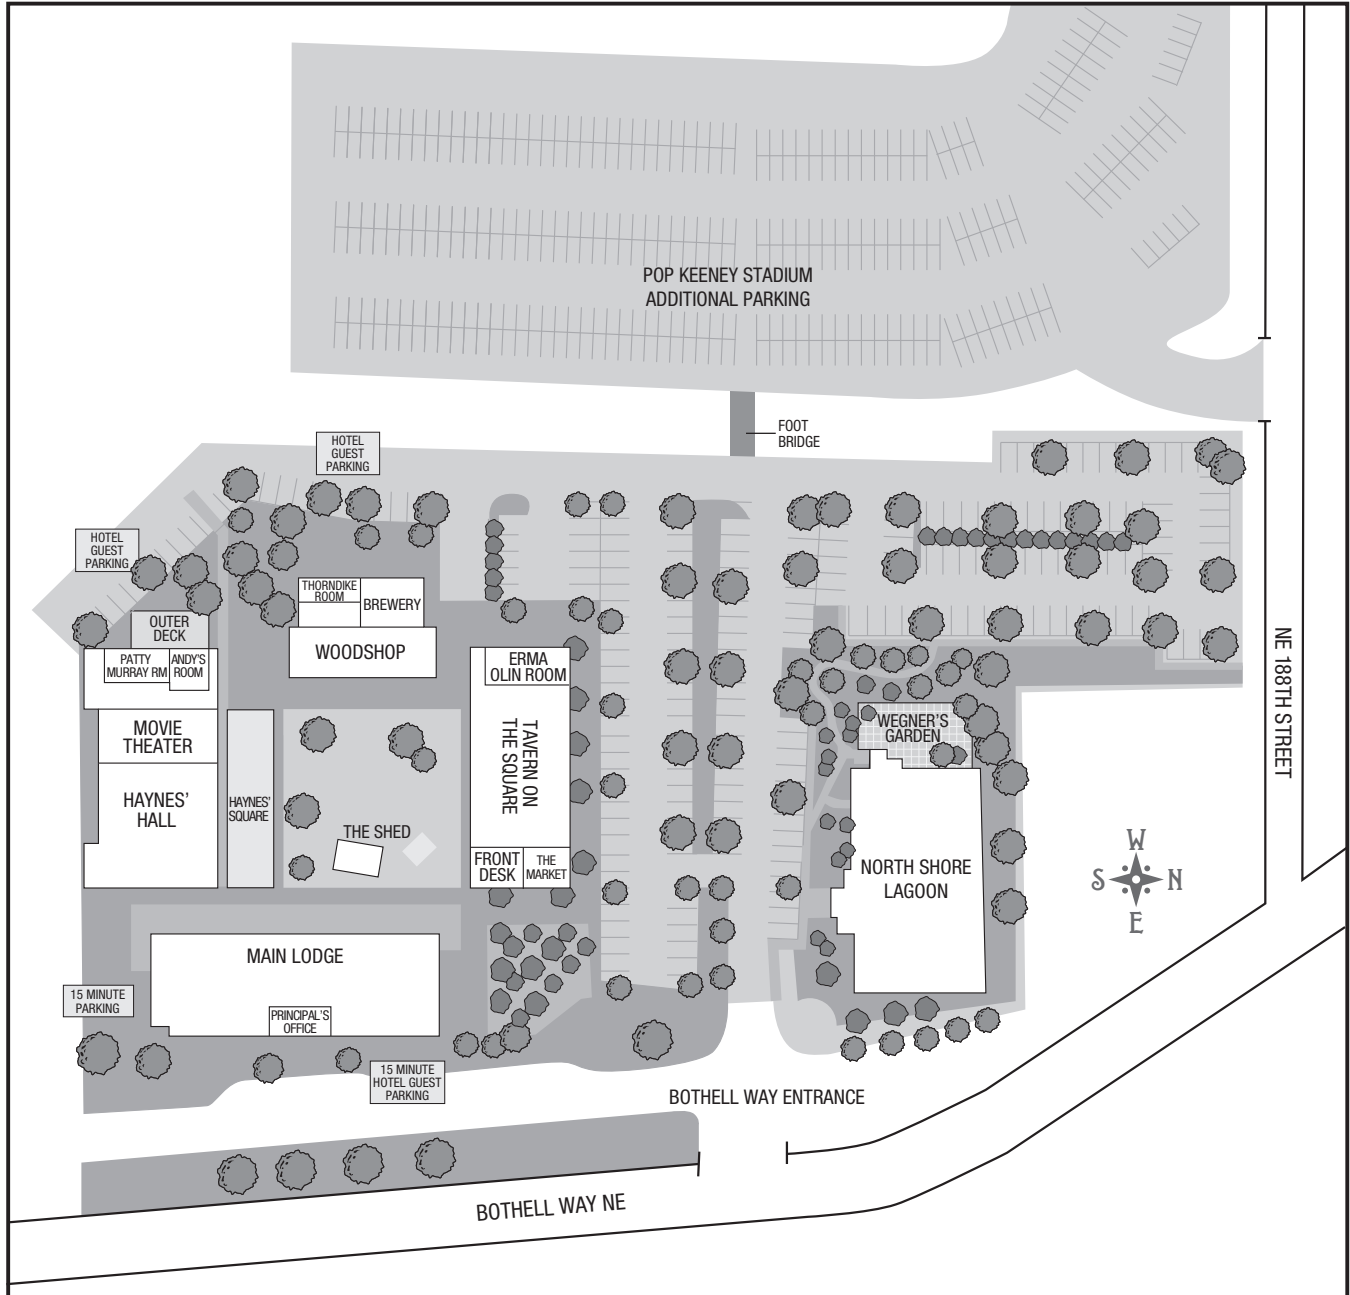 POP KEENEY STADIUM
ADDITIONAL PARKING
FOOT
BRIDGE
HOTEL
GUEST
PARKING
HOTEL
GUEST
PARKING
THORNDIKE
ROOM
BREWERY
WOODSHOP
OUTER
DECK
PATTY
MURRAY RM
ANDY'S
ROOM
MOVIE
THEATER
HAYNES'
HALL
HAYNES'
SQUARE
THE SHED
ERMA
OLIN ROOM
TAVERN ON
THE SQUARE
FRONT
DESK
THE
MARKET
WEGNER'S
GARDEN
NORTH SHORE
LAGOON
NE 188TH STREET
W
S
N
E
MAIN LODGE
PRINCIPAL'S
OFFICE
15 MINUTE
PARKING
15 MINUTE
HOTEL GUEST
PARKING
BOTHELL WAY ENTRANCE
BOTHELL WAY NE